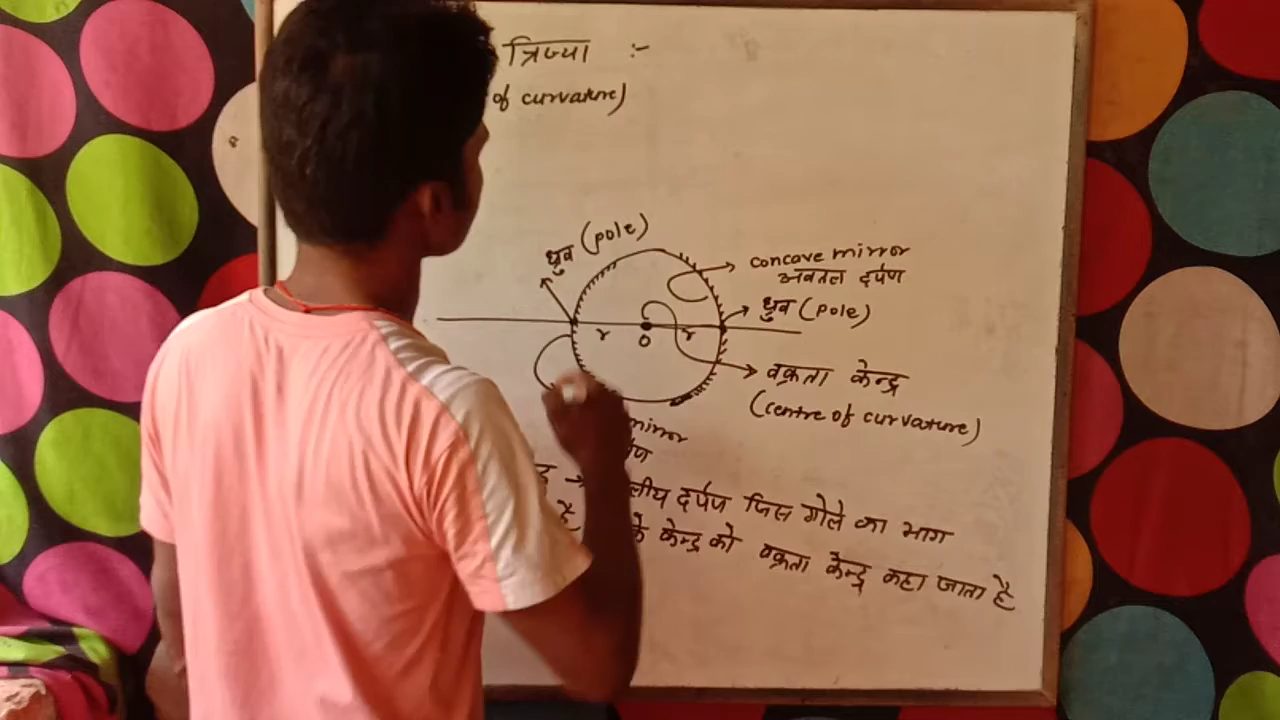 त्रिज्या :-
of curvature)
ध्रुव (pole)
concave mirror
अवतल दर्पण
ध्रुव (pole)
r
r
O
वक्रता केन्द्र
(centre of curvature)
mirror
→ लीय दर्पण जिस गोले का भाग
है के केन्द्र को वक्रता केन्द्र कहा जाता है